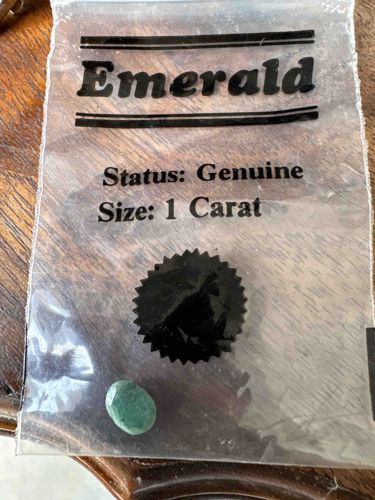 Emerald
Status: Genuine
Size: 1 Carat